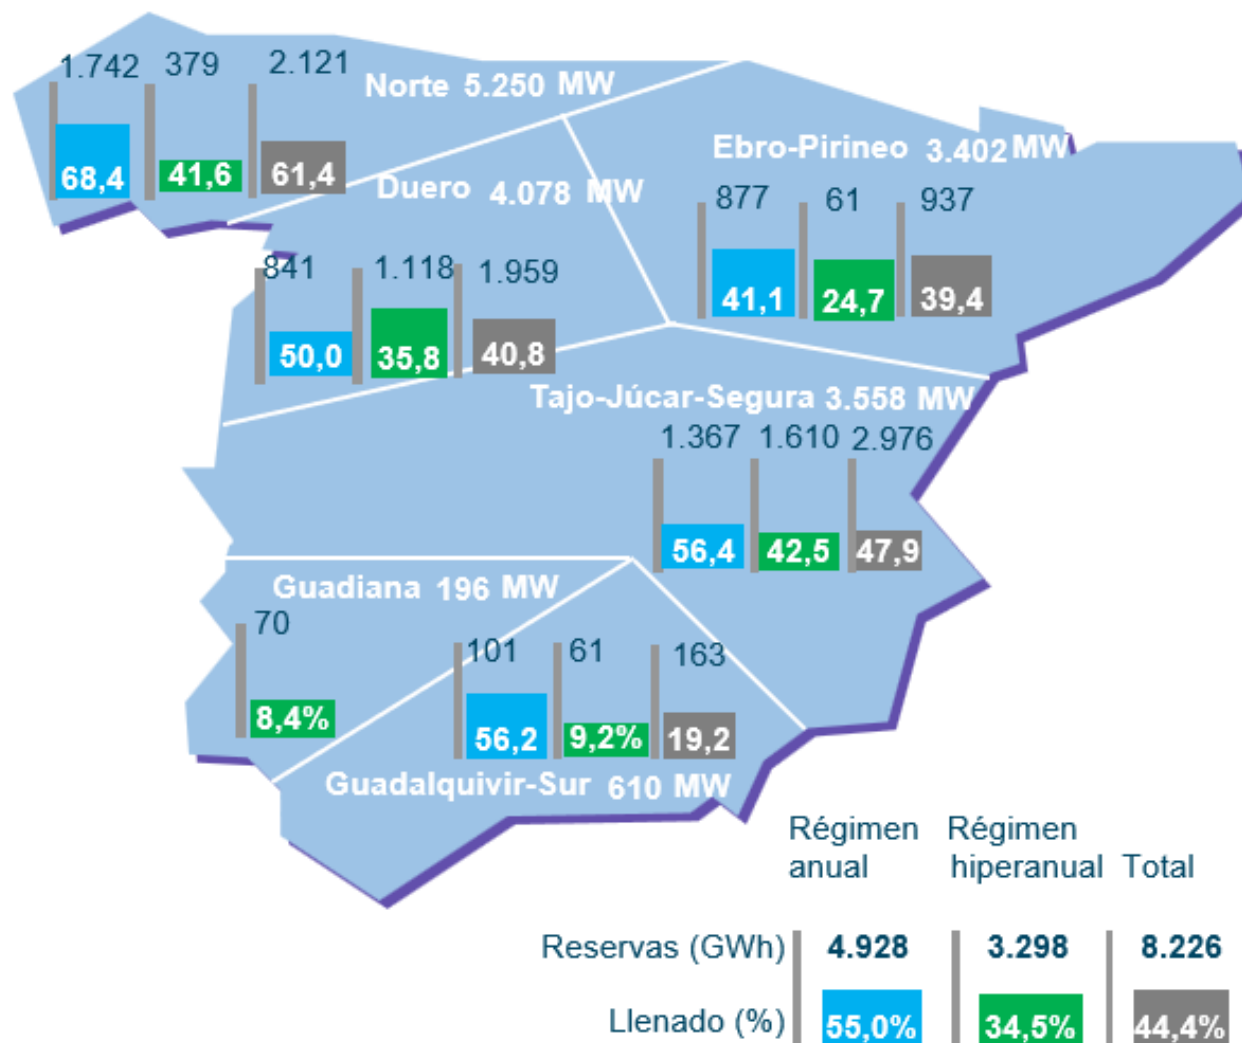 1.742 379 2.121
Norte 5.250 MW
68,4 41,6 61,4
Ebro-Pirineo 3.402 MW
877 61 937
41,1 24,7 39,4
Duero 4.078 MW
841 1.118 1.959
50,0 35,8 40,8
Tajo-Júcar-Segura 3.558 MW
1.367 1.610 2.976
56,4 42,5 47,9
Guadiana 196 MW
70
8,4%
101 61 163
56,2 9,2% 19,2
Guadalquivir-Sur 610 MW
Régimen anual Régimen hiperanual Total
Reservas (GWh) 4.928 3.298 8.226
Llenado (%) 55,0% 34,5% 44,4%